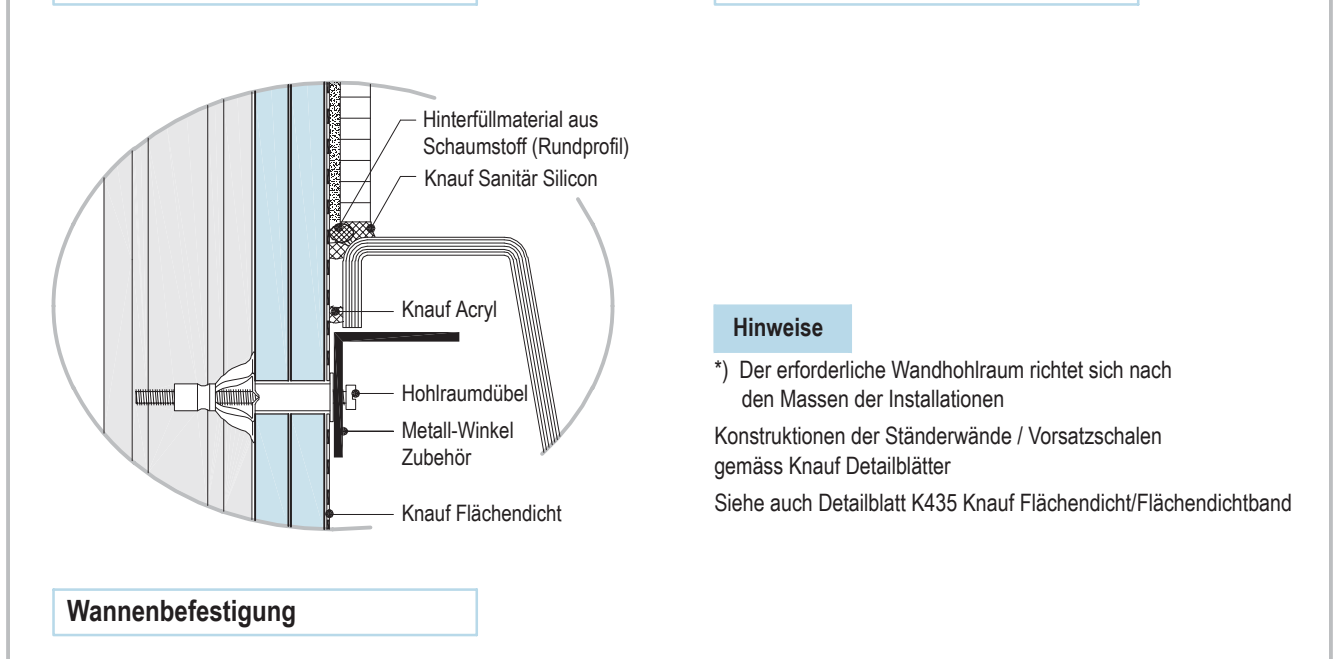 Hinterfüllmaterial aus
Schaumstoff (Rundprofil)
Knauf Sanitär Silicon
Knauf Acryl
Hohlraumdübel
Metall-Winkel
Zubehör
Knauf Flächendicht
Hinweise
*) Der erforderliche Wandhohlraum richtet sich nach
den Massen der Installationen
Konstruktionen der Ständerwände / Vorsatzschalen
gemäss Knauf Detailblätter
Siehe auch Detailblatt K435 Knauf Flächendicht/Flächendichtband
Wannenbefestigung